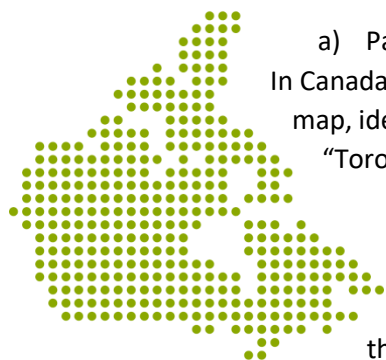 a) Pa
In Canada
map, ide
“Toro
th